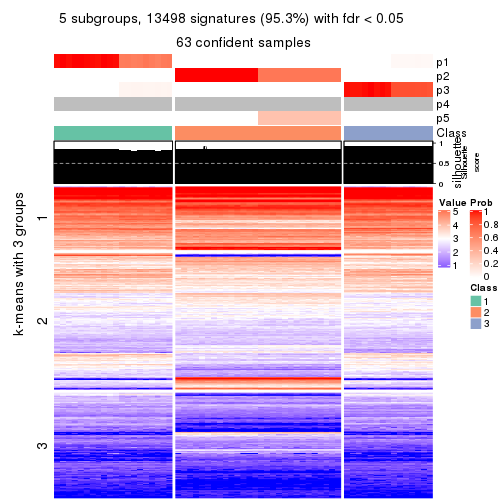 5 subgroups, 13498 signatures (95.3%) with fdr < 0.05
63 confident samples
p1
p2
p3
p4
p5
Class
silhouette
1
0.5
0
Silhouette
score
k-means with 3 groups
1
2
3
Value
5
4
3
2
1
Prob
1
0.8
0.6
0.4
0.2
0
Class
1
2
3